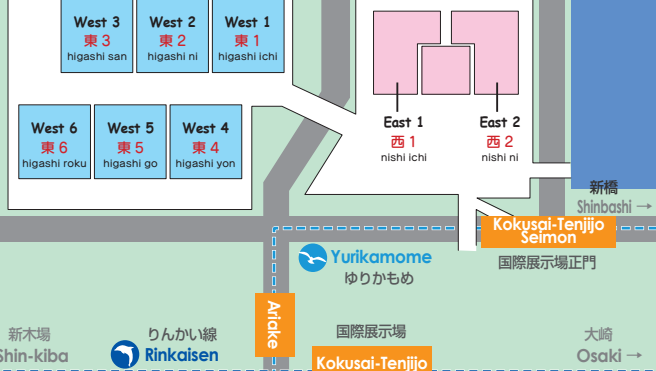 West 3
東 3
higashi san
West 2
東 2
higashi ni
West 1
東 1
higashi ichi
West 6
東 6
higashi roku
West 5
東 5
higashi go
West 4
東 4
higashi yon
East 1
西 1
nishi ichi
East 2
西 2
nishi ni
新橋
Shinbashi →
Kokusai-Tenjijo
Seimon
国際展示場正門
Yurikamome
ゆりかもめ
Ariake
新木場
Shin-kiba
りんかい線
Rinkaisen
国際展示場
Kokusai-Tenjijo
大崎
Osaki →